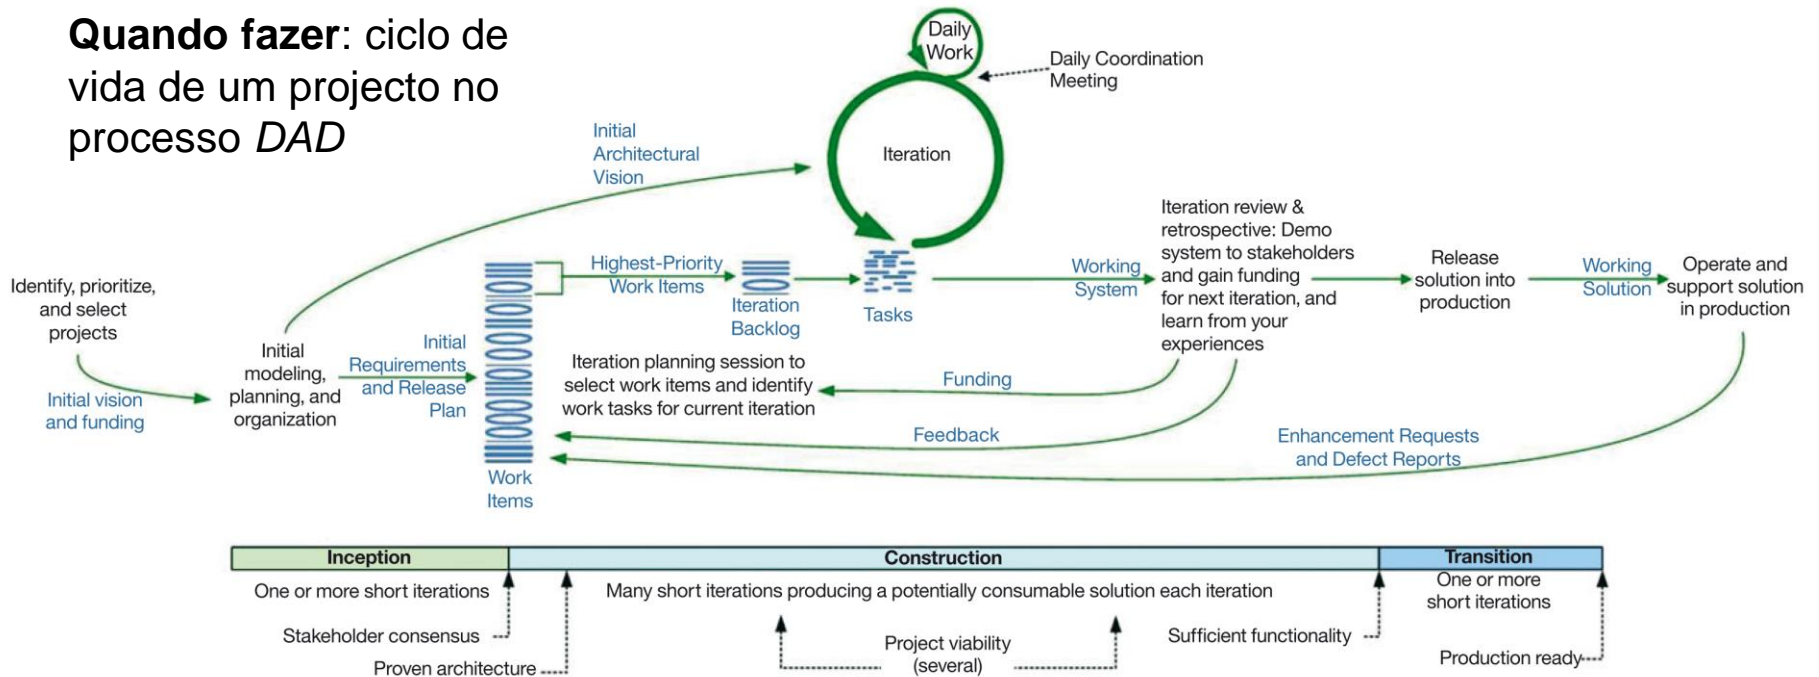 Quando fazer: ciclo de
vida de um projecto no
processo DAD
Daily
Work
Daily Coordination
Meeting
Initial
Architectural
Vision
Iteration
Identify, prioritize,
and select
projects
Initial vision
and funding
Initial
modeling,
planning, and
organization
Initial
Requirements
and Release
Plan
Work
Items
Highest-Priority
Work Items
Iteration
Backlog
Tasks
Working
System
Iteration review &
retrospective: Demo
system to stakeholders
and gain funding
for next iteration, and
learn from your
experiences
Release
solution into
production
Working
Solution
Operate and
support solution
in production
Iteration planning session to
select work items and identify
work tasks for current iteration
Funding
Feedback
Enhancement Requests
and Defect Reports
Inception
Construction
Transition
One or more short iterations
Many short iterations producing a potentially consumable solution each iteration
One or more
short iterations
Stakeholder consensus
Proven architecture
Project viability
(several)
Sufficient functionality
Production ready